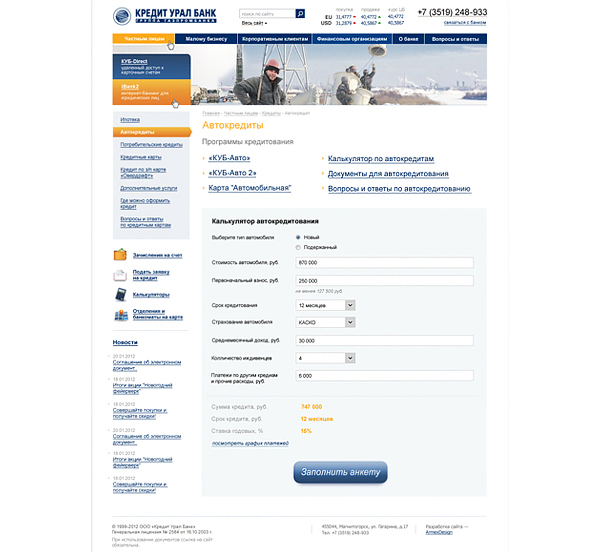 КРЕДИТ УРАЛ БАНК
ГРУППА ГАЗПРОМБАНКА
Поиск по сайту
Весь сайт
покупка продажа курс ЦБ
EU 31,4777 40,4772 40,4772
USD 31,2879 40,5867 40,5867
+7 (3519) 248-933
связаться с банком
Частным лицам
Малому бизнесу
Корпоративным клиентам
Финансовым организациям
О банке
Вопросы и ответы
КУБ-Direct
удаленный доступ к
карточным счетам
iBank2
интернет-банкинг для
юридических лиц
Ипотека
Автокредиты
Потребительские кредиты
Кредитные карты
Кредит по з/п карте
«Овердрафт»
Дополнительные услуги
Где можно оформить
кредит
Вопросы и ответы
по кредитным картам
Зачисления на счет
Подать заявку
на кредит
Калькуляторы
Отделения и
банкоматы на карте
Новости
20.01.2012
Соглашение об электронном
документ..
19.01.2012
Итоги акции "Новогодний
фейерверк"
18.01.2012
Совершайте покупки и
получайте скидки!
20.01.2012
Соглашение об электронном
документ..
19.01.2012
Итоги акции "Новогодний
фейерверк"
18.01.2012
Совершайте покупки и
получайте скидки!
Главная - Частным лицам - Кредиты - Автокредит
Автокредиты
Программы кредитования
«КУБ-Авто»
«КУБ-Авто 2»
Карта "Автомобильная"
Калькулятор по автокредитам
Документы для автокредитования
Вопросы и ответы по автокредитованию
Калькулятор автокредитования
Выберите тип автомобиля
Новый
Подержанный
Стоимость автомобиля, руб. 870 000
Первоначальный взнос, руб. 250 000
не менее 127 500 руб.
Срок кредитования 12 месяцев
Страхование автомобиля КАСКО
Среднемесячный доход, руб. 30 000
Колличество иждивенцев 4
Платежи по другим кредиам
и прочие расходы, руб. 6 000
Сумма кредита, руб. 747 000
Срок кредита, руб. 12 месяцев
Ставка годовых, % 15%
посмотреть график платежей
Заполнить анкету
© 1999-2012 ООО «Кредит Урал Банк»
Генеральная лицензия № 2584 от 16.10.2003 г.
При использовании документов ссылка на сайт
обязательна.
455044, Магнитогорск, ул. Гагарина, д.17
Тел: +7 (3519) 248-933
Разработка сайта —
ArmexDesign